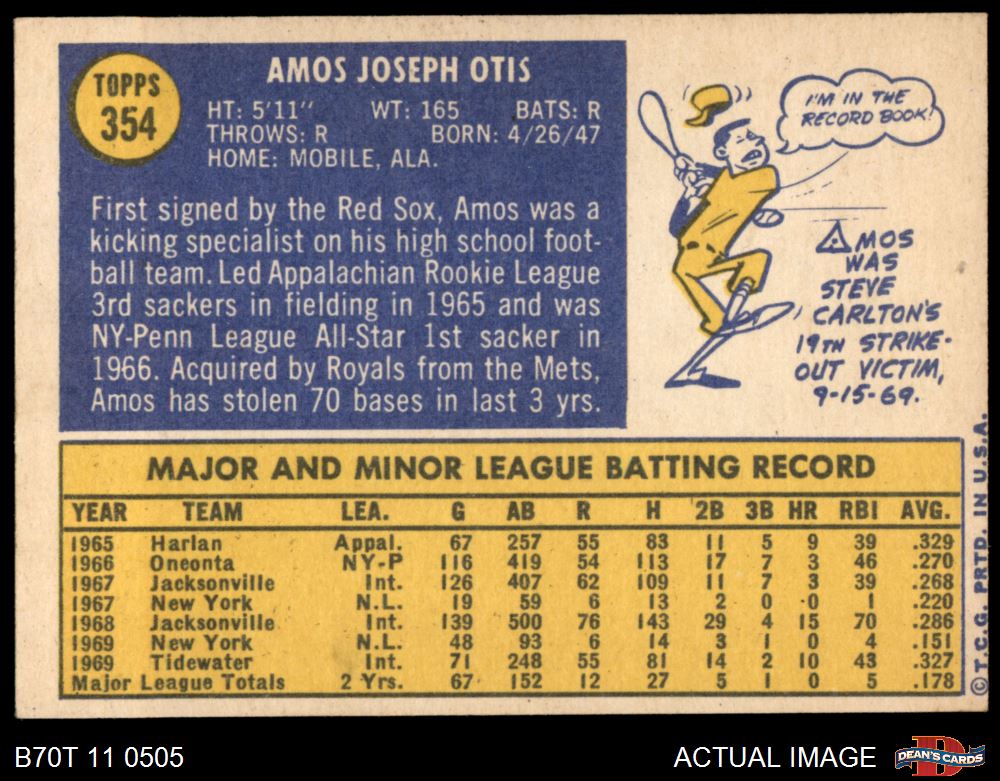 TOPPS
354
AMOS JOSEPH OTIS
HT: 5'11" WT: 165 BATS: R
THROWS: R BORN: 4/26/47
HOME: MOBILE, ALA.
First signed by the Red Sox, Amos was a
kicking specialist on his high school foot-
ball team. Led Appalachian Rookie League
3rd sackers in fielding in 1965 and was
NY-Penn League All-Star 1st sacker in
1966. Acquired by Royals from the Mets,
Amos has stolen 70 bases in last 3 yrs.
I'M IN THE
RECORD BOOK!
AMOS
WAS
STEVE
CARLTON'S
19TH STRIKE-
OUT VICTIM,
9-15-69.
MAJOR AND MINOR LEAGUE BATTING RECORD
YEAR TEAM LEA. G AB R H 2B 3B HR RBI AVG.
1965 Harlan Appal. 67 257 55 83 11 5 9 39 .329
1966 Oneonta NY-P 116 419 54 113 17 7 3 46 .270
1967 Jacksonville Int. 126 407 62 109 11 7 3 39 .268
1967 New York N.L. 19 59 6 13 2 0 0 1 .220
1968 Jacksonville Int. 139 500 76 143 29 4 15 70 .286
1969 New York N.L. 48 93 6 14 3 1 0 4 .151
1969 Tidewater Int. 71 248 55 81 14 2 10 43 .327
Major League Totals 2 Yrs. 67 152 12 27 5 1 0 5 .178
©T.C.G. PRTD. IN U.S.A.
B70T 11 0505
ACTUAL IMAGE
D
DEAN'S CARDS